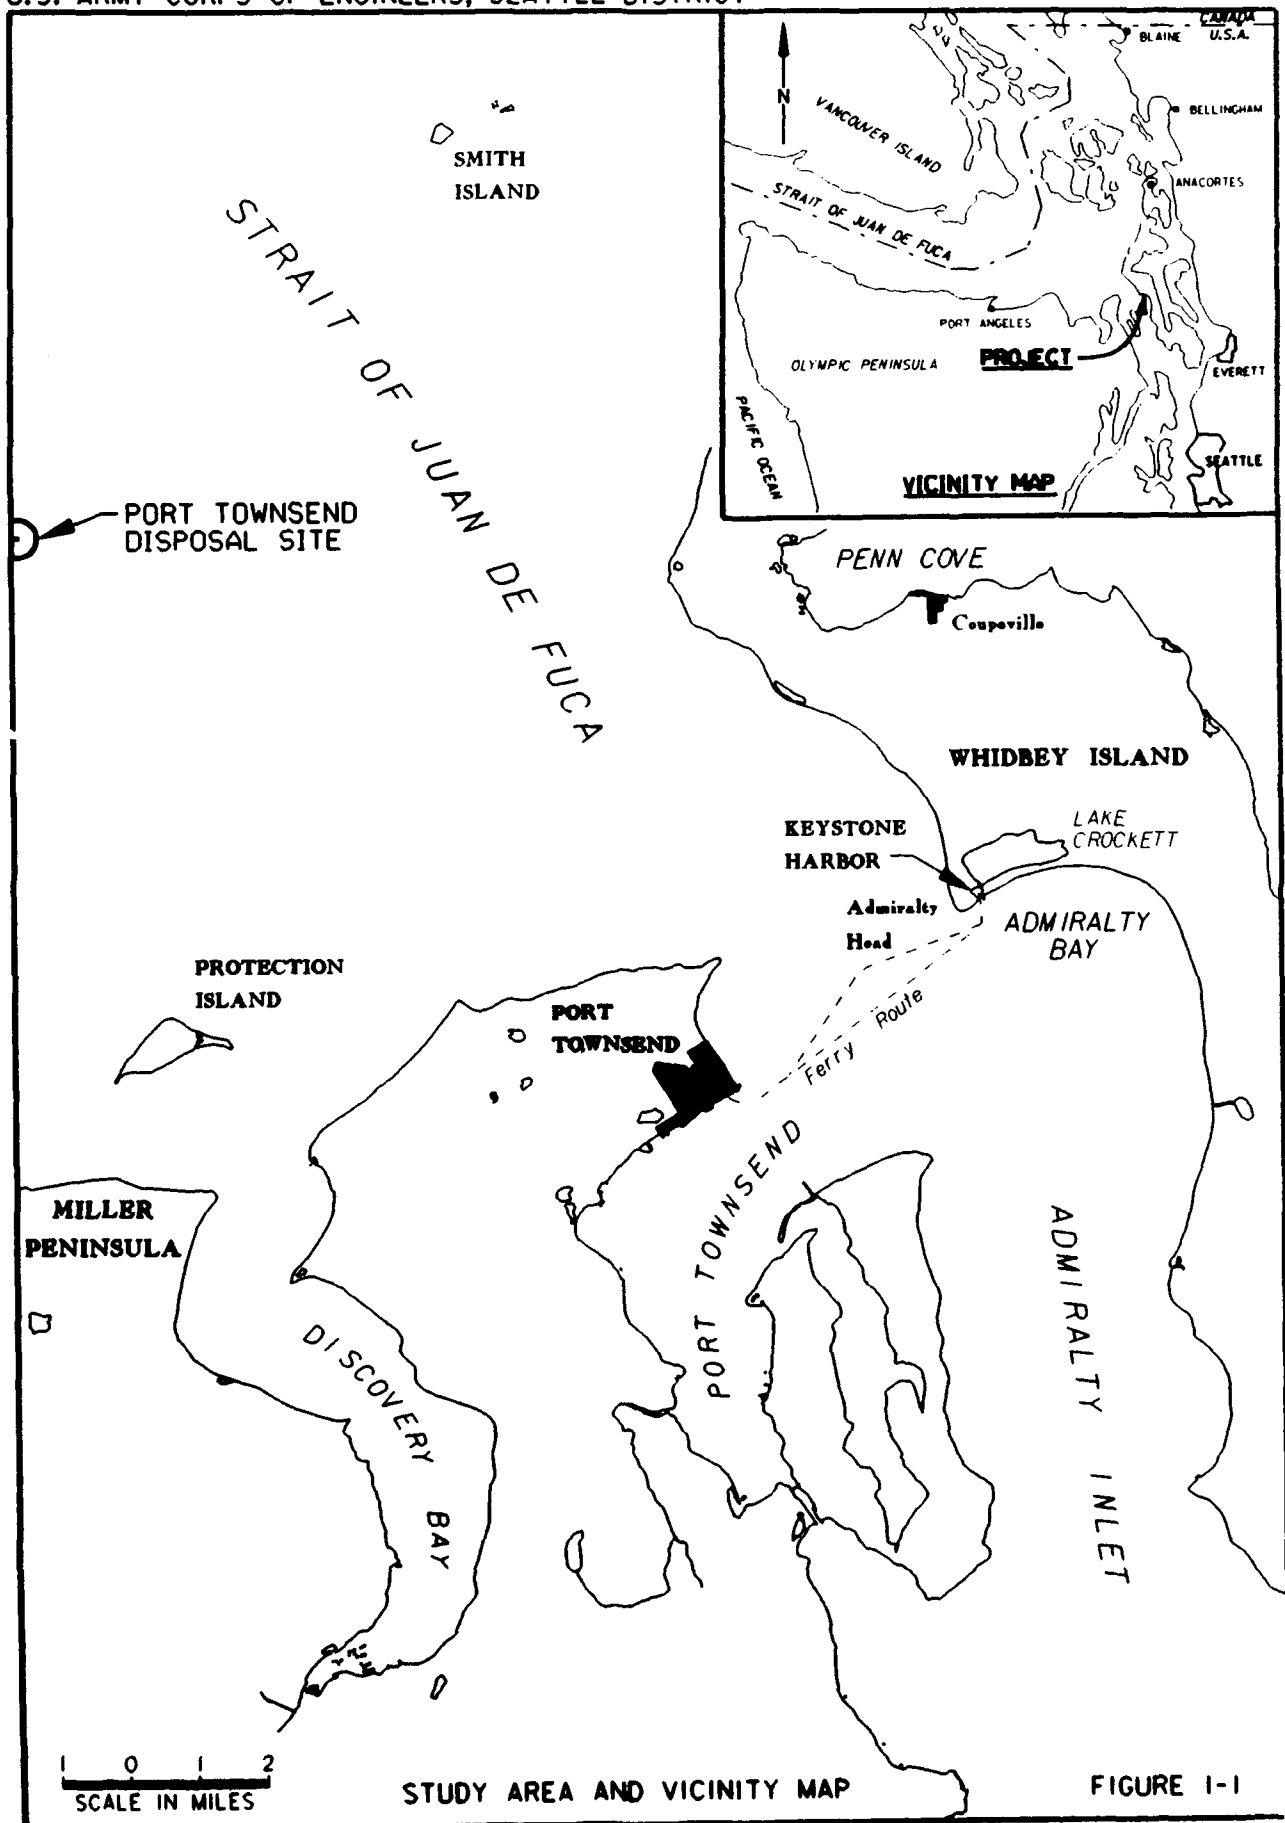 U.S. ARMY CORPS OF ENGINEERS, SEATTLE DISTRICT
CANADA
U.S.A.
BLAINE
N
VANCOUVER ISLAND
BELLINGHAM
ANACORTES
STRAIT OF JUAN DE FUCA
PORT ANGELES
OLYMPIC PENINSULA
PROJECT
EVERETT
PACIFIC OCEAN
SEATTLE
VICINITY MAP
SMITH
ISLAND
STRAIT OF JUAN DE FUCA
PORT TOWNSEND
DISPOSAL SITE
PENN COVE
Coupeville
WHIDBEY ISLAND
KEYSTONE
HARBOR
LAKE
CROCKETT
Admiralty
Head
ADMIRALTY
BAY
PROTECTION
ISLAND
PORT
TOWNSEND
Ferry Route
MILLER
PENINSULA
PORT TOWNSEND
ADMIRALTY INLET
DISCOVERY BAY
1 0 1 2
SCALE IN MILES
STUDY AREA AND VICINITY MAP
FIGURE 1-1